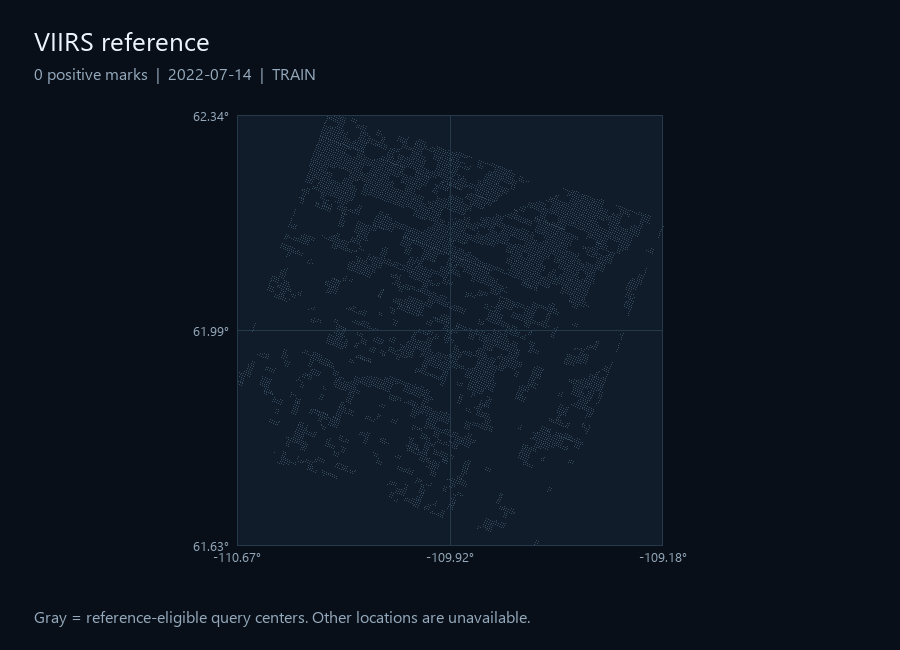 VIIRS reference
0 positive marks | 2022-07-14 | TRAIN
62.34°
61.99°
61.63°
-110.67°
-109.92°
-109.18°
Gray = reference-eligible query centers. Other locations are unavailable.